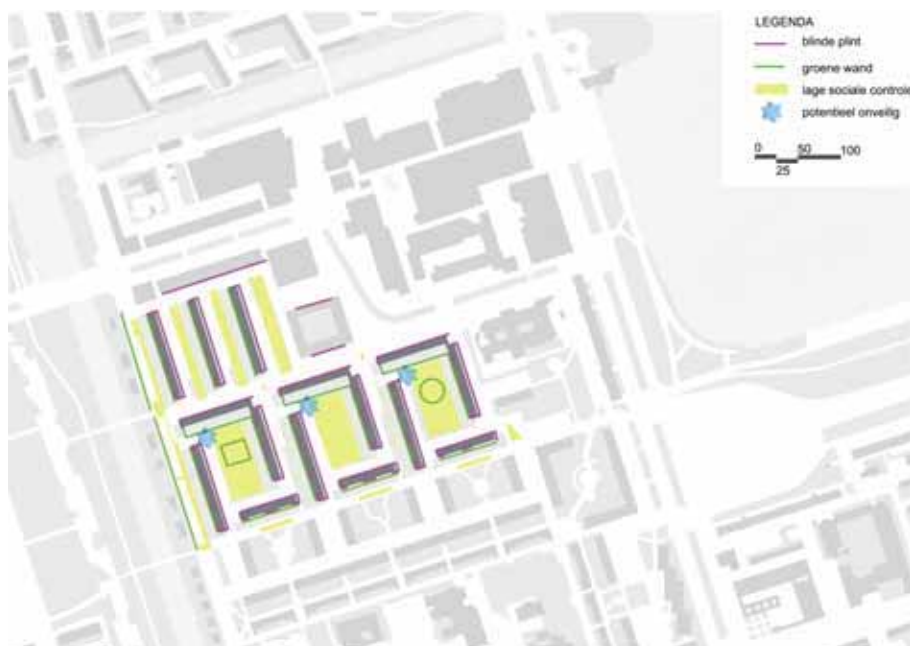 LEGENDA
blinde plint
groene wand
lage sociale controle
potentieel onveilig
0 50 100
25